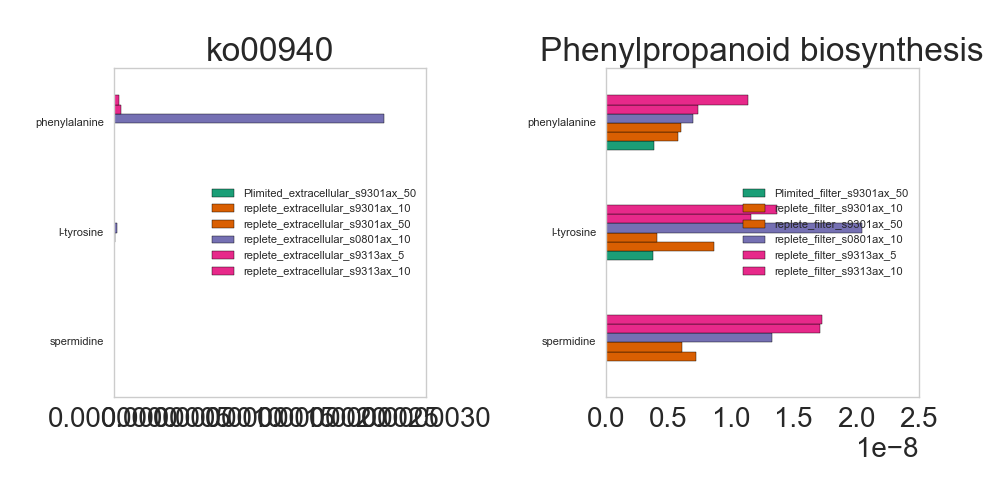 ko00940
Phenylpropanoid biosynthesis
phenylalanine
l-tyrosine
spermidine
Plimited_extracellular_s9301ax_50
replete_extracellular_s9301ax_10
replete_extracellular_s9301ax_50
replete_extracellular_s0801ax_10
replete_extracellular_s9313ax_5
replete_extracellular_s9313ax_10
phenylalanine
l-tyrosine
spermidine
Plimited_filter_s9301ax_50
replete_filter_s9301ax_10
replete_filter_s9301ax_50
replete_filter_s0801ax_10
replete_filter_s9313ax_5
replete_filter_s9313ax_10
0.0 0.5 1.0 1.5 2.0 2.5
1e−8